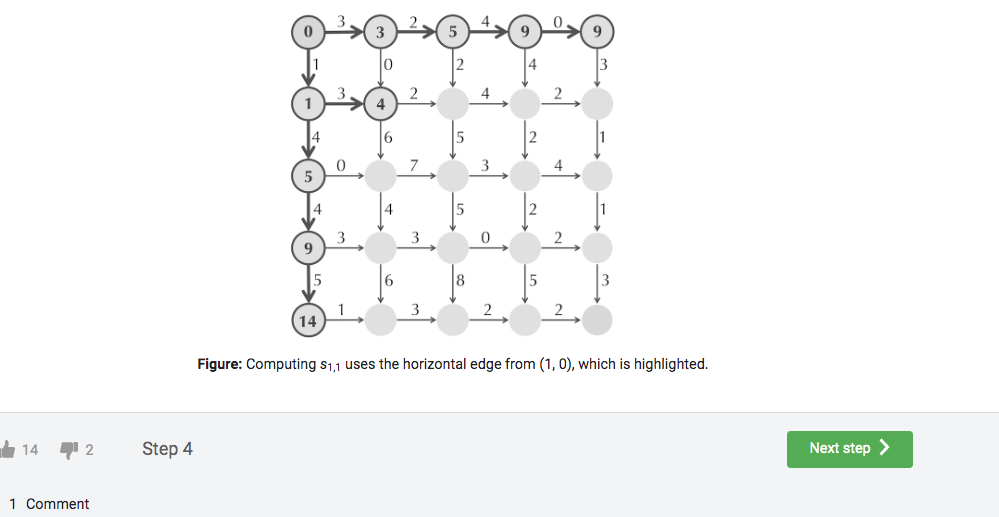 3 2 4 0
0 3 5 9 9
1 0 2 4 3
3 2 4 2
1 4
4 6 5 2 1
0 7 3 4
5
4 4 5 2 1
3 3 0 2
9
5 6 8 5 3
1 3 2 2
14
Figure: Computing s1,1 uses the horizontal edge from (1, 0), which is highlighted.
14 2 Step 4 Next step
1 Comment